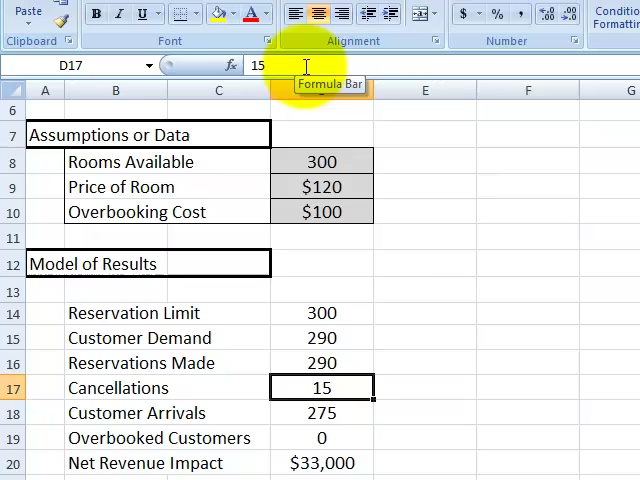 Paste
B I U A
$ % , .00
Conditio
Formattin
Clipboard Font Alignment Number
D17 fx 15
Formula Bar
A B C E F G
6
7 Assumptions or Data
8 Rooms Available 300
9 Price of Room $120
10 Overbooking Cost $100
11
12 Model of Results
13
14 Reservation Limit 300
15 Customer Demand 290
16 Reservations Made 290
17 Cancellations 15
18 Customer Arrivals 275
19 Overbooked Customers 0
20 Net Revenue Impact $33,000